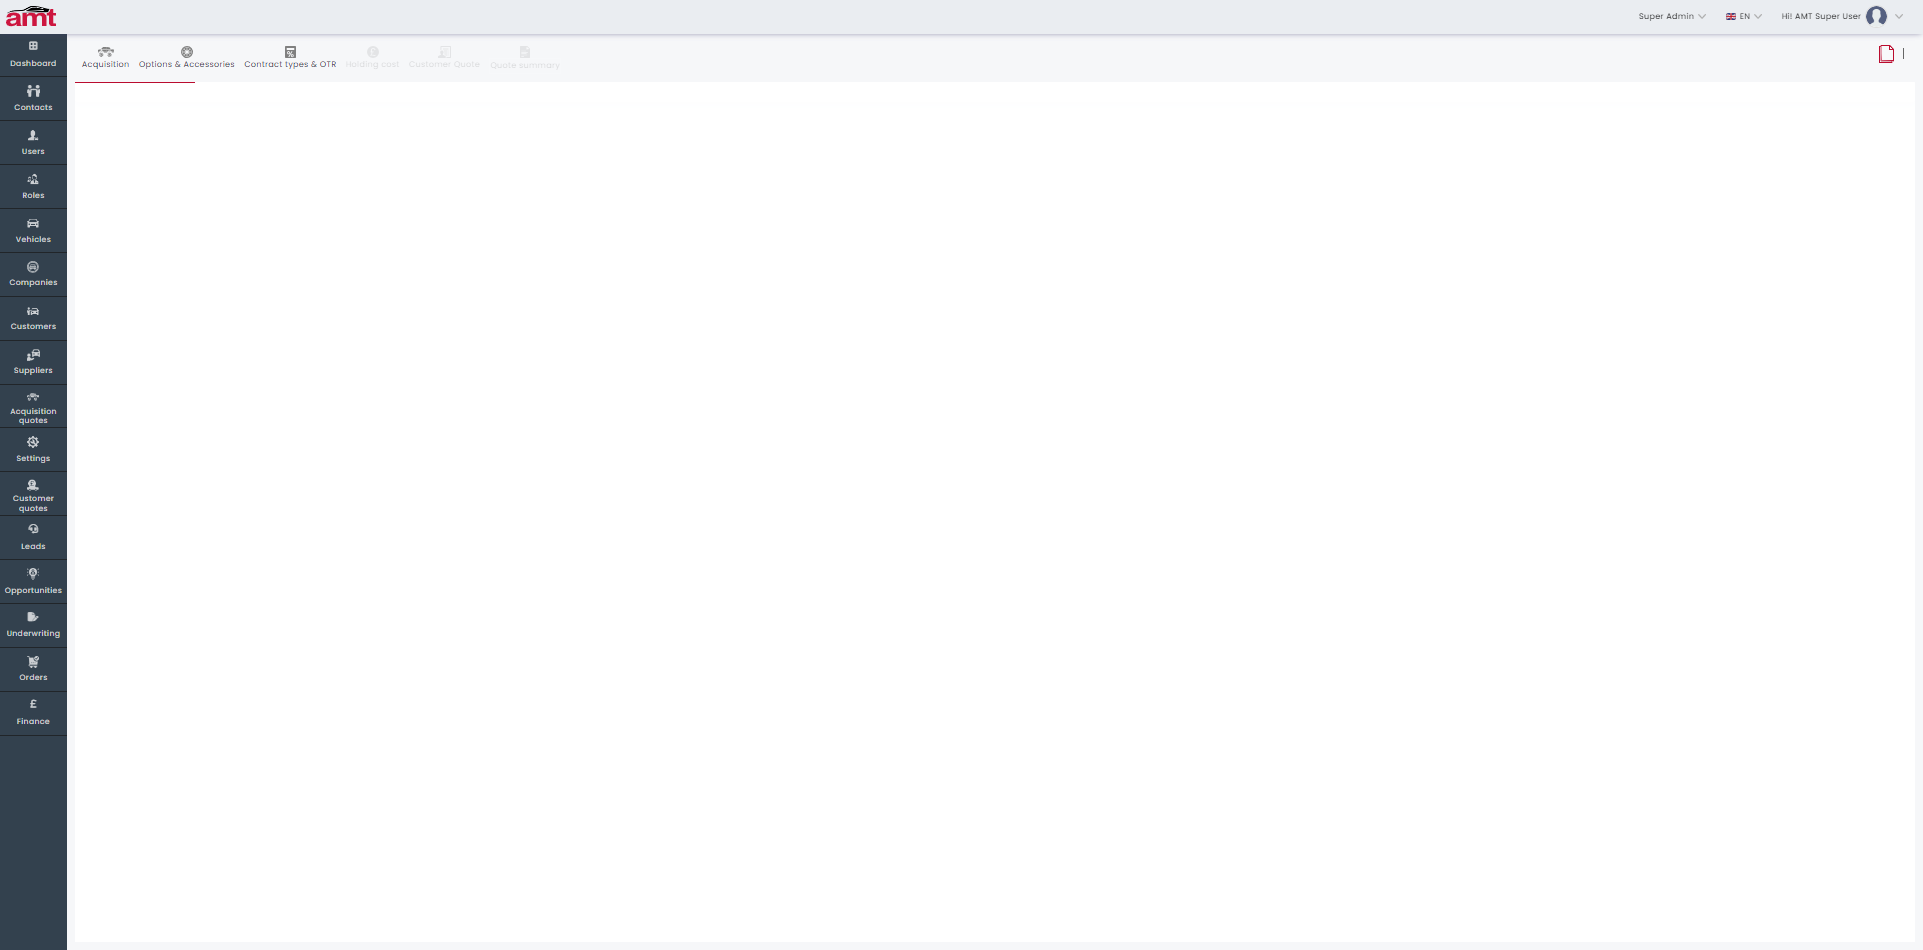 amt
Super Admin
EN
Hi! AMT Super User
Dashboard
Contacts
Users
Roles
Vehicles
Companies
Customers
Suppliers
Acquisition
quotes
Settings
Customer
quotes
Leads
Opportunities
Underwriting
Orders
£
Finance
Acquisition
Options & Accessories
Contract types & OTR
Holding cost
Customer Quote
Quote summary